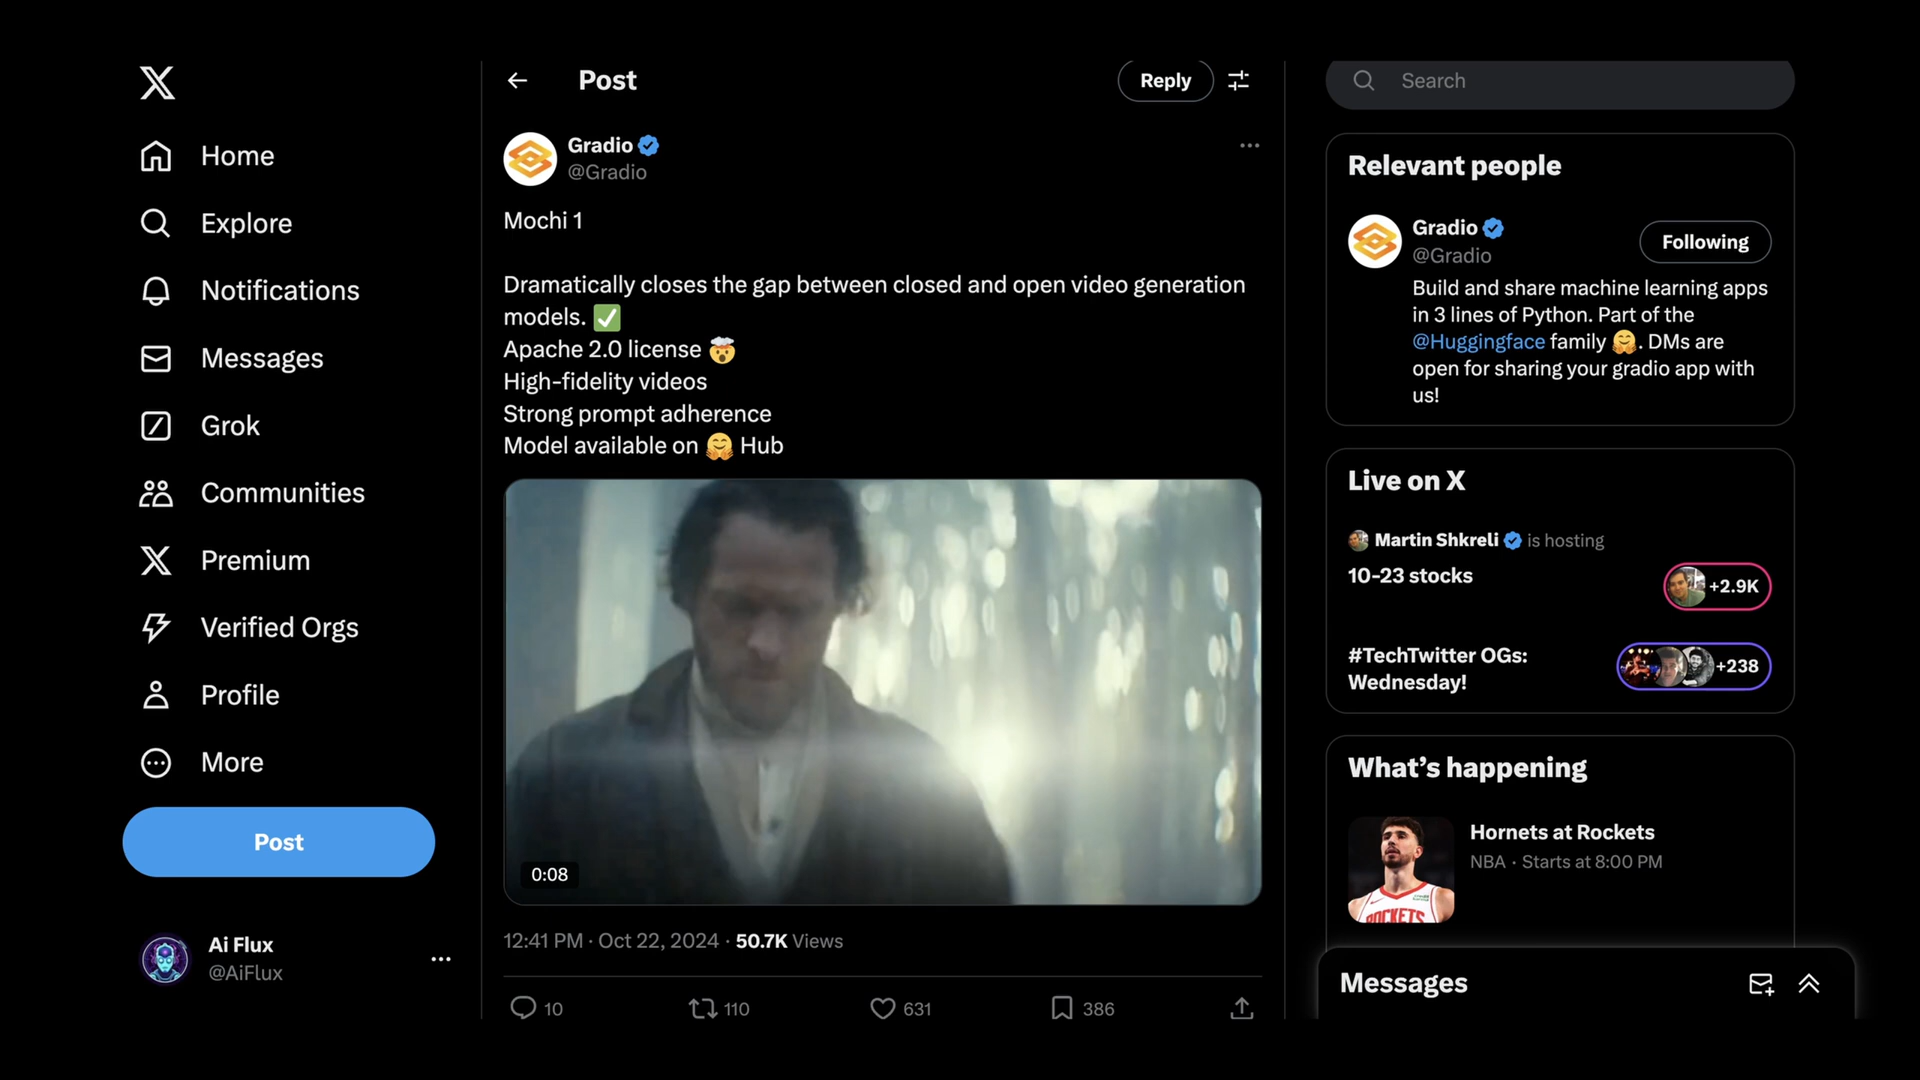 Home
Explore
Notifications
Messages
Grok
Communities
Premium
Verified Orgs
Profile
More
Post
Ai Flux
@AiFlux
Post
Reply
Gradio
@Gradio
Mochi 1
Dramatically closes the gap between closed and open video generation
models. ✅
Apache 2.0 license 🤯
High-fidelity videos
Strong prompt adherence
Model available on 🤗 Hub
0:08
12:41 PM · Oct 22, 2024 · 50.7K Views
10
110
631
386
Search
Relevant people
Gradio
@Gradio
Following
Build and share machine learning apps
in 3 lines of Python. Part of the
@Huggingface family 🤗. DMs are
open for sharing your gradio app with
us!
Live on X
Martin Shkreli is hosting
10-23 stocks
+2.9K
#TechTwitter OGs:
Wednesday!
+238
What's happening
Hornets at Rockets
NBA · Starts at 8:00 PM
ROCKETS
Messages